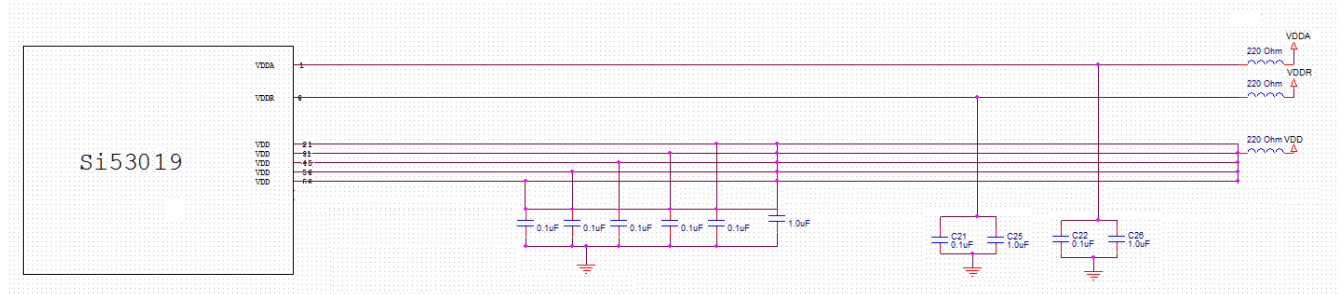 VDDA
220 Ohm
VDDA 1
VDDR
220 Ohm
VDDR
VDD 21
220 Ohm VDD
VDD
VDD 45
VDD
VDD
Si53019
0.1uF 0.1uF 0.1uF 0.1uF 0.1uF 1.0uF
C21 0.1uF
C25 1.0uF
C22 0.1uF
C26 1.0uF